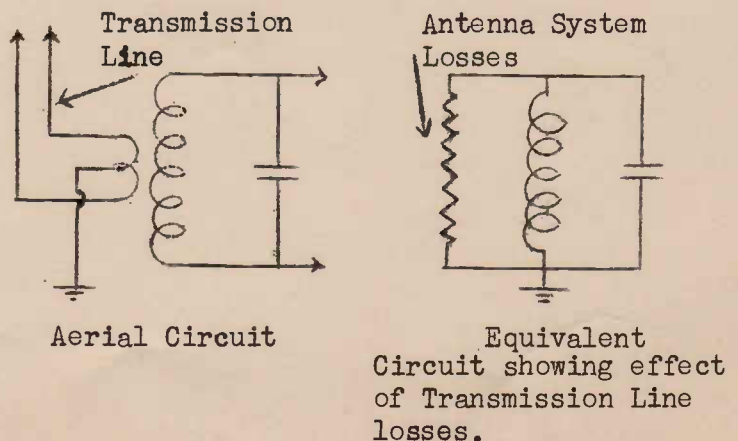 Transmission
Line
Antenna System
Losses
Aerial Circuit
Equivalent
Circuit showing effect
of Transmission Line
losses.